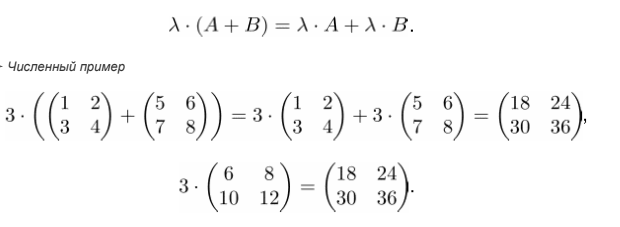 λ · (A + B) = λ · A + λ · B.
- Численный пример
3 · ((1 2
3 4) + (5 6
7 8)) = 3 · (1 2
3 4) + 3 · (5 6
7 8) = (18 24
30 36),
3 · (6 8
10 12) = (18 24
30 36).